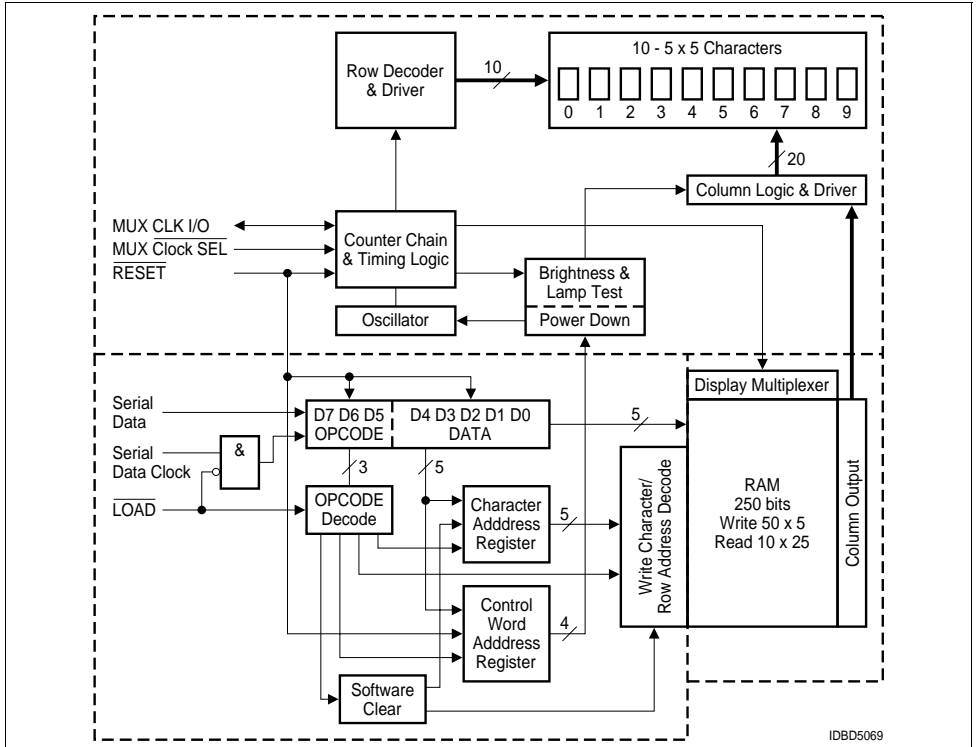 Row Decoder
& Driver
10
10 - 5 x 5 Characters
0 1 2 3 4 5 6 7 8 9
20
Column Logic & Driver
MUX CLK I/O
MUX Clock SEL
RESET
Counter Chain
& Timing Logic
Oscillator
Brightness &
Lamp Test
Power Down
Display Multiplexer
Serial
Data
Serial
Data Clock
LOAD
&
D7 D6 D5
OPCODE
D4 D3 D2 D1 D0
DATA
5
3
5
OPCODE
Decode
Character
Adddress
Register
5
Control
Word
Adddress
Register
4
Software
Clear
Write Character/
Row Address Decode
RAM
250 bits
Write 50 x 5
Read 10 x 25
Column Output
IDBD5069